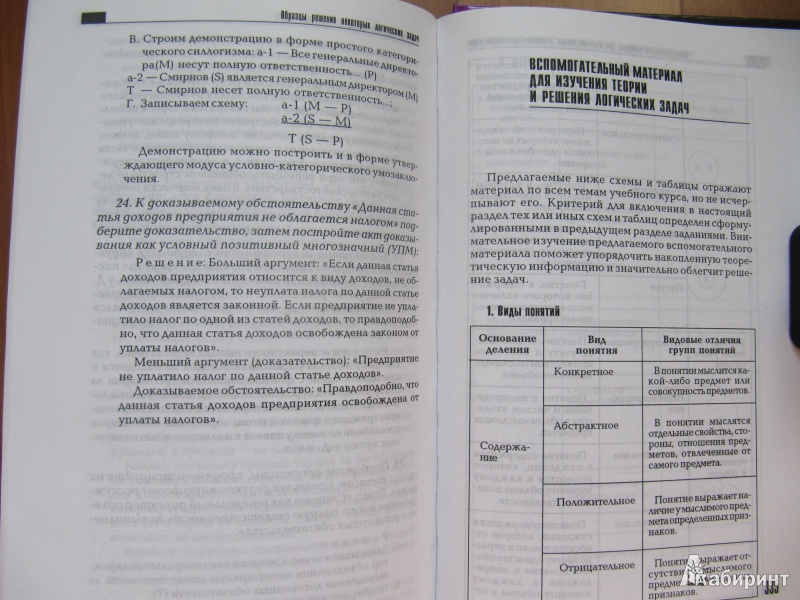 Образцы решения некоторых логических задач
В. Строим демонстрацию в форме простого категори-
ческого силлогизма: а-1 — Все генеральные директо-
ра(М) несут полную ответственность... (Р)
а-2 — Смирнов (S) является генеральным директором (М)
Т — Смирнов несет полную ответственность...;
Г. Записываем схему: а-1 (М — Р)
а-2 (S — М)
Т (S — Р)
Демонстрацию можно построить и в форме утвер-
ждающего модуса условно-категорического умозаклю-
чения.
24. К доказываемому обстоятельству «Данная ста-
тья доходов предприятия не облагается налогом» под-
берите доказательство, затем постройте акт доказы-
вания как условный позитивный многозначный (УПМ):
Решение: Больший аргумент: «Если данная статья
доходов предприятия относится к виду доходов, не об-
лагаемых налогом, то неуплата налога по данной статье
доходов является законной. Если предприятие не упла-
тило налог по одной из статей доходов, то правдоподоб-
но, что данная статья доходов освобождена законом от
уплаты налогов».
Меньший аргумент (доказательство): «Предприятие
не уплатило налог по данной статье доходов».
Доказываемое обстоятельство: «Правдоподобно, что
данная статья доходов предприятия освобождена от
уплаты налогов».
ВСПОМОГАТЕЛЬНЫЙ МАТЕРИАЛ
ДЛЯ ИЗУЧЕНИЯ ТЕОРИИ
И РЕШЕНИЯ ЛОГИЧЕСКИХ ЗАДАЧ
Предлагаемые ниже схемы и таблицы отражают
материал по всем темам учебного курса, но не исчер-
пывают его. Критерий для включения в настоящий
раздел тех или иных схем и таблиц определен сформу-
лированными в предыдущем разделе заданиями. Вни-
мательное изучение предлагаемого вспомогательного
материала поможет упорядочить накопленную теоре-
тическую информацию и значительно облегчит реше-
ние задач.
1. Виды понятий
Основание
деления
Вид
понятия
Видовые отличия
групп понятий
Содержа-
ние
Конкретное
В понятии мыслится ка-
кой-либо предмет или
совокупность предметов.
Абстрактное
В понятии мыслятся
отдельные свойства, сто-
роны, отношения пред-
метов, отвлеченные от
самого предмета.
Положительное
Понятие выражает на-
личие у мыслимого пред-
мета определенных приз-
наков.
Отрицательное
Понятие выражает от-
сутствие у мыслимого
предмета
признаков.
335
Лабиринт